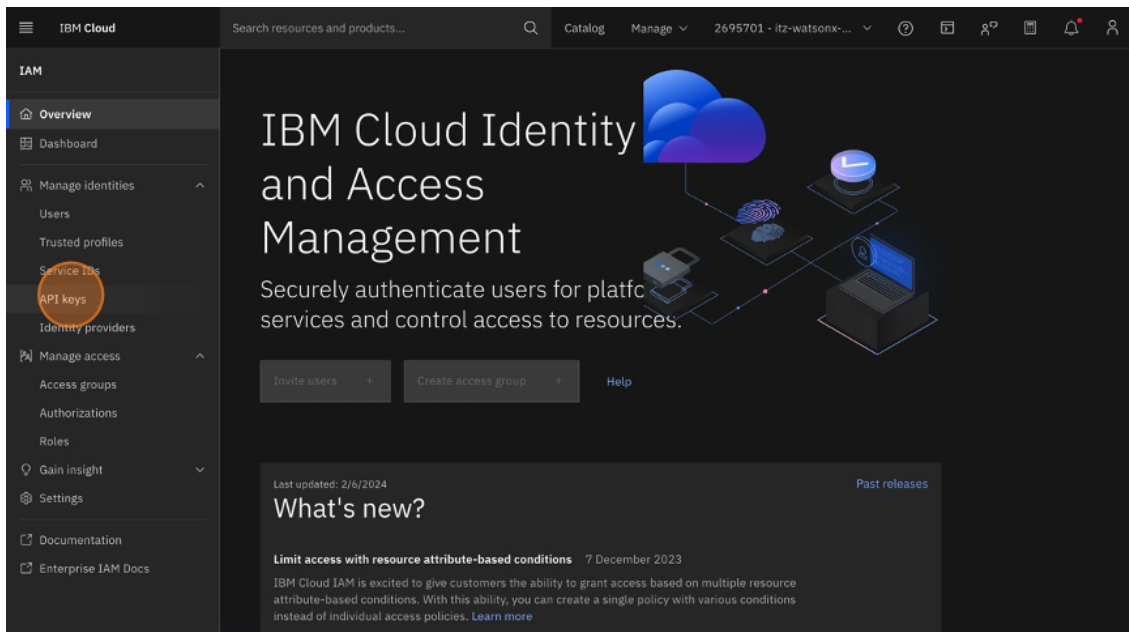 IBM Cloud
Search resources and products...
Catalog
Manage
2695701 - itz-watsonx-...
IAM
Overview
Dashboard
Manage identities
Users
Trusted profiles
Service IDs
API keys
Identity providers
Manage access
Access groups
Authorizations
Roles
Gain insight
Settings
Documentation
Enterprise IAM Docs
IBM Cloud Identity
and Access
Management
Securely authenticate users for platfo
services and control access to resources.
Invite users +
Create access group +
Help
Last updated: 2/6/2024
Past releases
What's new?
Limit access with resource attribute-based conditions 7 December 2023
IBM Cloud IAM is excited to give customers the ability to grant access based on multiple resource
attribute-based conditions. With this ability, you can create a single policy with various conditions
instead of individual access policies. Learn more